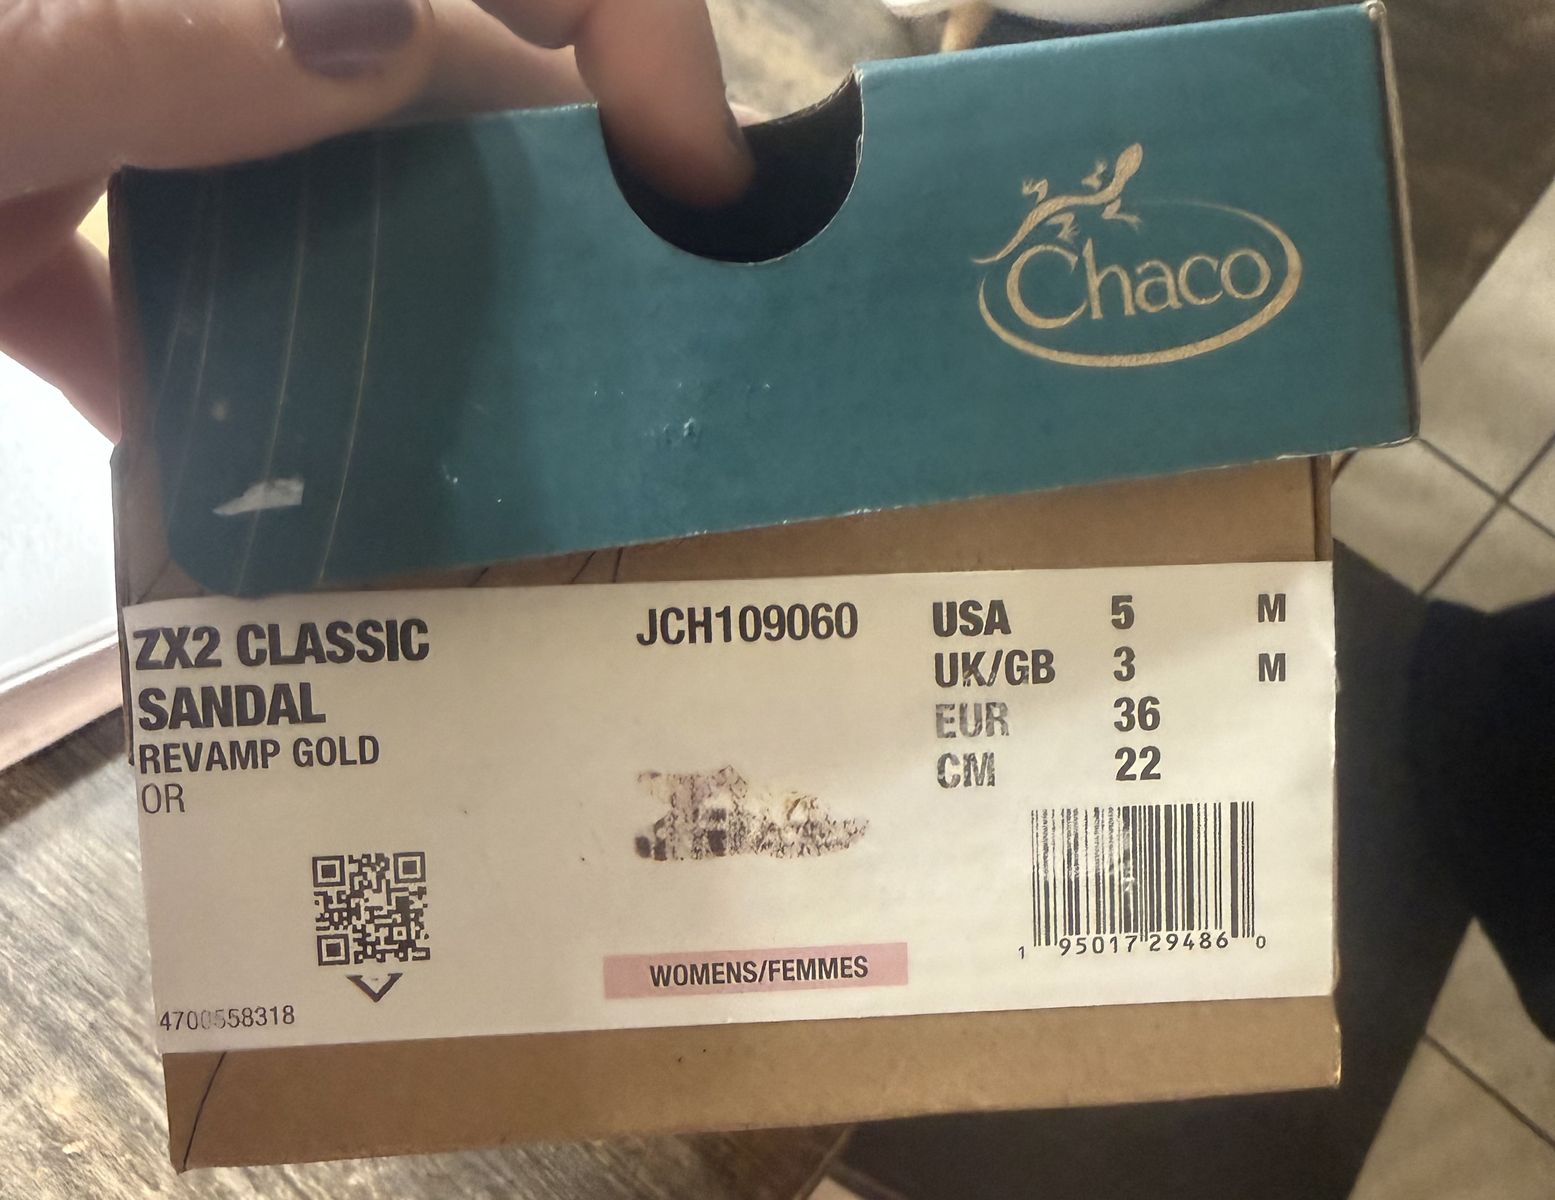 Chaco
ZX2 CLASSIC
SANDAL
REVAMP GOLD
OR
JCH109060
USA 5 M
UK/GB 3 M
EUR 36
CM 22
1 95017 29486 0
WOMENS/FEMMES
4700558318